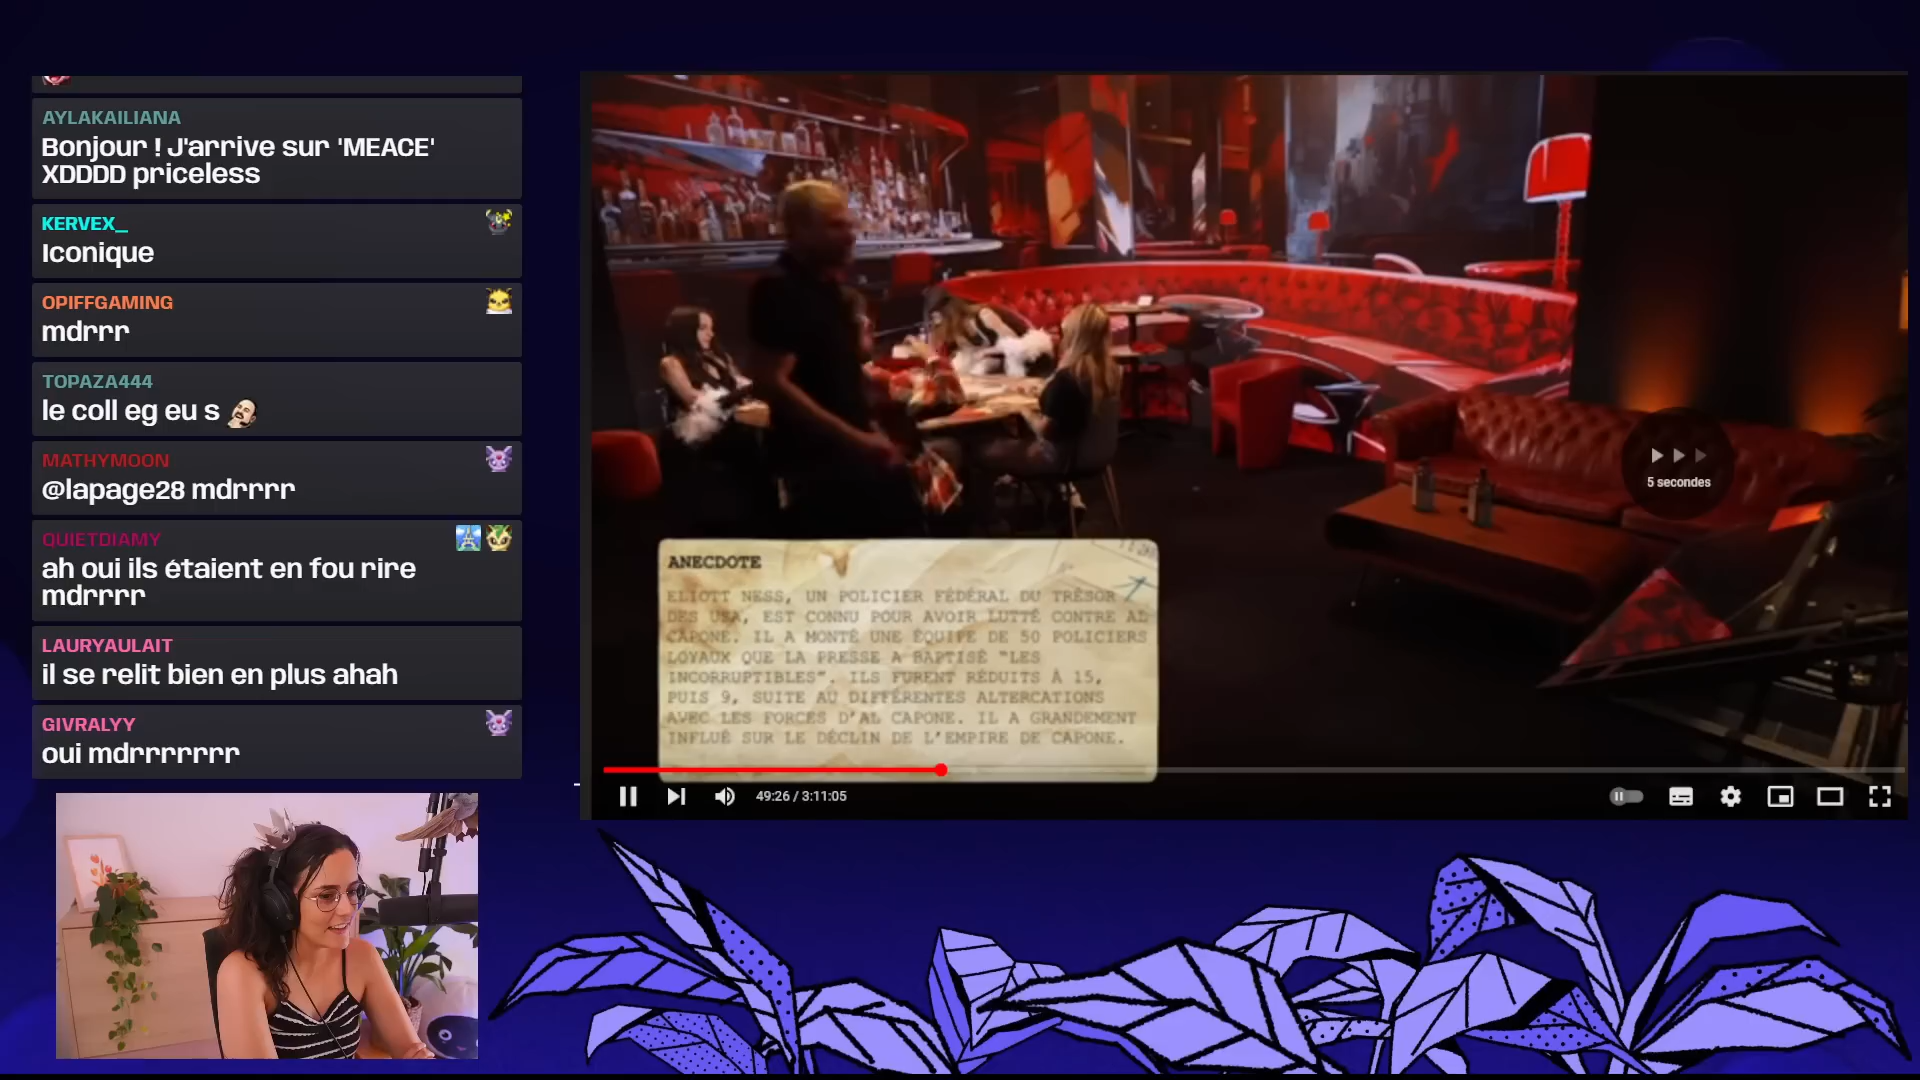 AYLAKAILIANA
Bonjour ! J'arrive sur 'MEACE'
XDDDD priceless
KERVEX_
Iconique
OPIFFGAMING
mdrrr
TOPAZA444
le coll eg eu s
MATHYMOON
@lapage28 mdrrrr
QUIETDIAMY
ah oui ils étaient en fou rire
mdrrrr
LAURYAULAIT
il se relit bien en plus ahah
GIVRALYY
oui mdrrrrrrr
5 secondes
ANECDOTE
ELIOTT NESS, UN POLICIER FÉDÉRAL DU TRÉSOR
DES USA, EST CONNU POUR AVOIR LUTTÉ CONTRE AL
CAPONE. IL A MONTÉ UNE ÉQUIPE DE 50 POLICIERS
LOYAUX QUE LA PRESSE A BAPTISÉ "LES
INCORRUPTIBLES". ILS FURENT RÉDUITS À 15,
PUIS 9, SUITE AU DIFFÉRENTES ALTERCATIONS
AVEC LES FORCES D'AL CAPONE. IL A GRANDEMENT
INFLUÉ SUR LE DÉCLIN DE L'EMPIRE DE CAPONE.
49:26 / 3:11:05